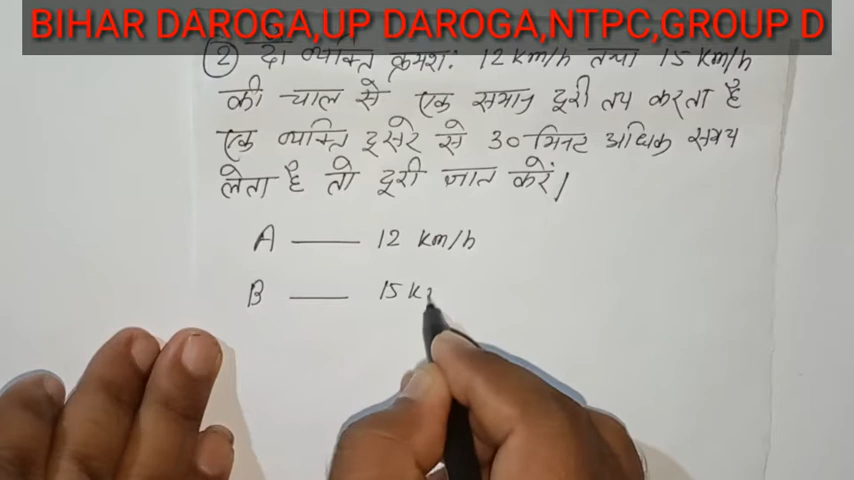 BIHAR DAROGA,UP DAROGA,NTPC,GROUP D
② दो व्यक्ति क्रमशः 12 km/h तथा 15 km/h
की चाल से एक समान दूरी तय करता है
एक व्यक्ति दूसरे से 30 मिनट अधिक समय
लेता है तो दूरी ज्ञात करें।
A — 12 km/h
B — 15 K